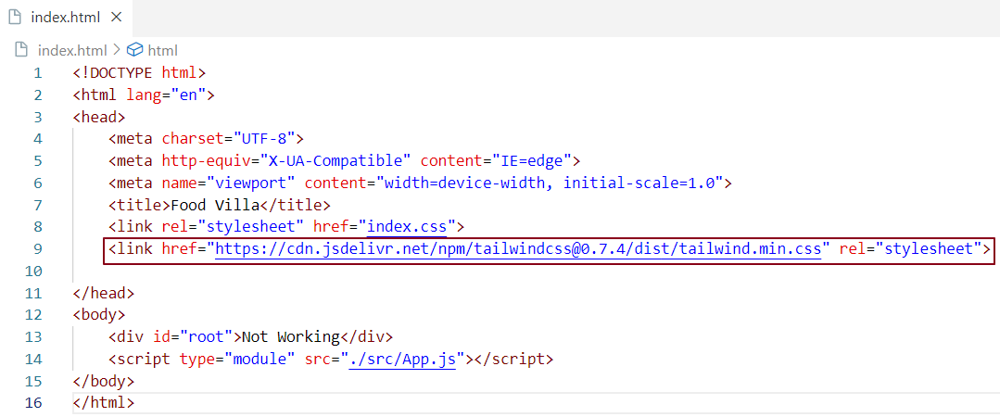 index.html ×
index.html > html
1 <!DOCTYPE html>
2 <html lang="en">
3 <head>
4     <meta charset="UTF-8">
5     <meta http-equiv="X-UA-Compatible" content="IE=edge">
6     <meta name="viewport" content="width=device-width, initial-scale=1.0">
7     <title>Food Villa</title>
8     <link rel="stylesheet" href="index.css">
9     <link href="https://cdn.jsdelivr.net/npm/tailwindcss@0.7.4/dist/tailwind.min.css" rel="stylesheet">
10
11 </head>
12 <body>
13     <div id="root">Not Working</div>
14     <script type="module" src="./src/App.js"></script>
15 </body>
16 </html>